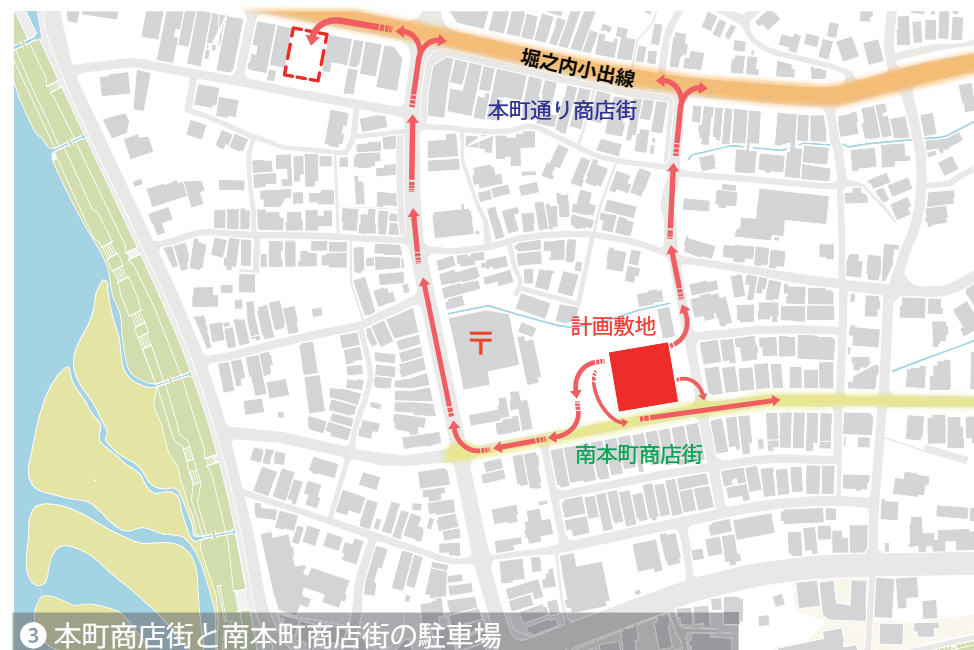 堀之内小出線
本町通り商店街
計画敷地
〒
南本町商店街
❸ 本町商店街と南本町商店街の駐車場